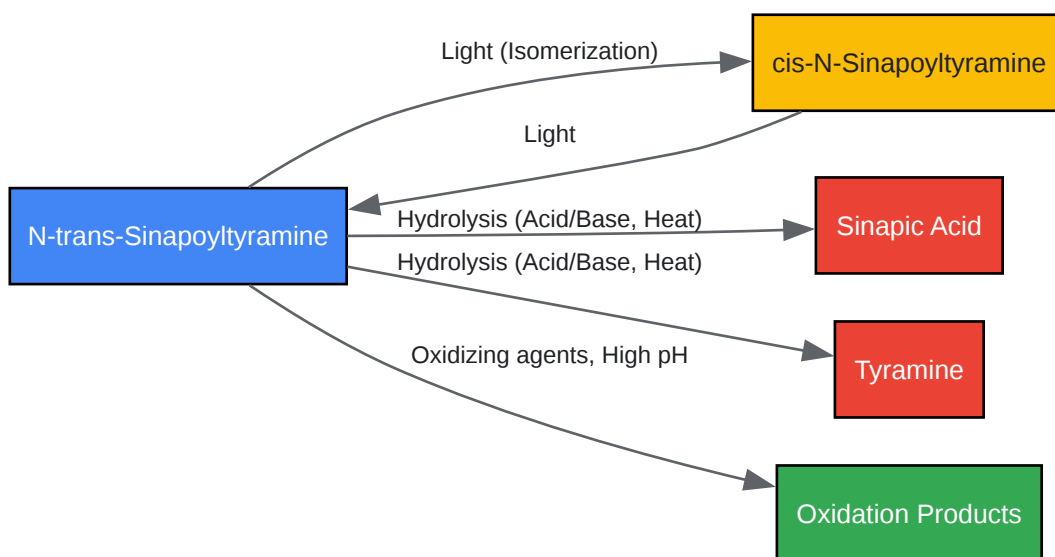 Light (Isomerization)
cis-N-Sinapoyltyramine
Light
N-trans-Sinapoyltyramine
Hydrolysis (Acid/Base, Heat)
Sinapic Acid
Hydrolysis (Acid/Base, Heat)
Oxidizing agents, High pH
Tyramine
Oxidation Products